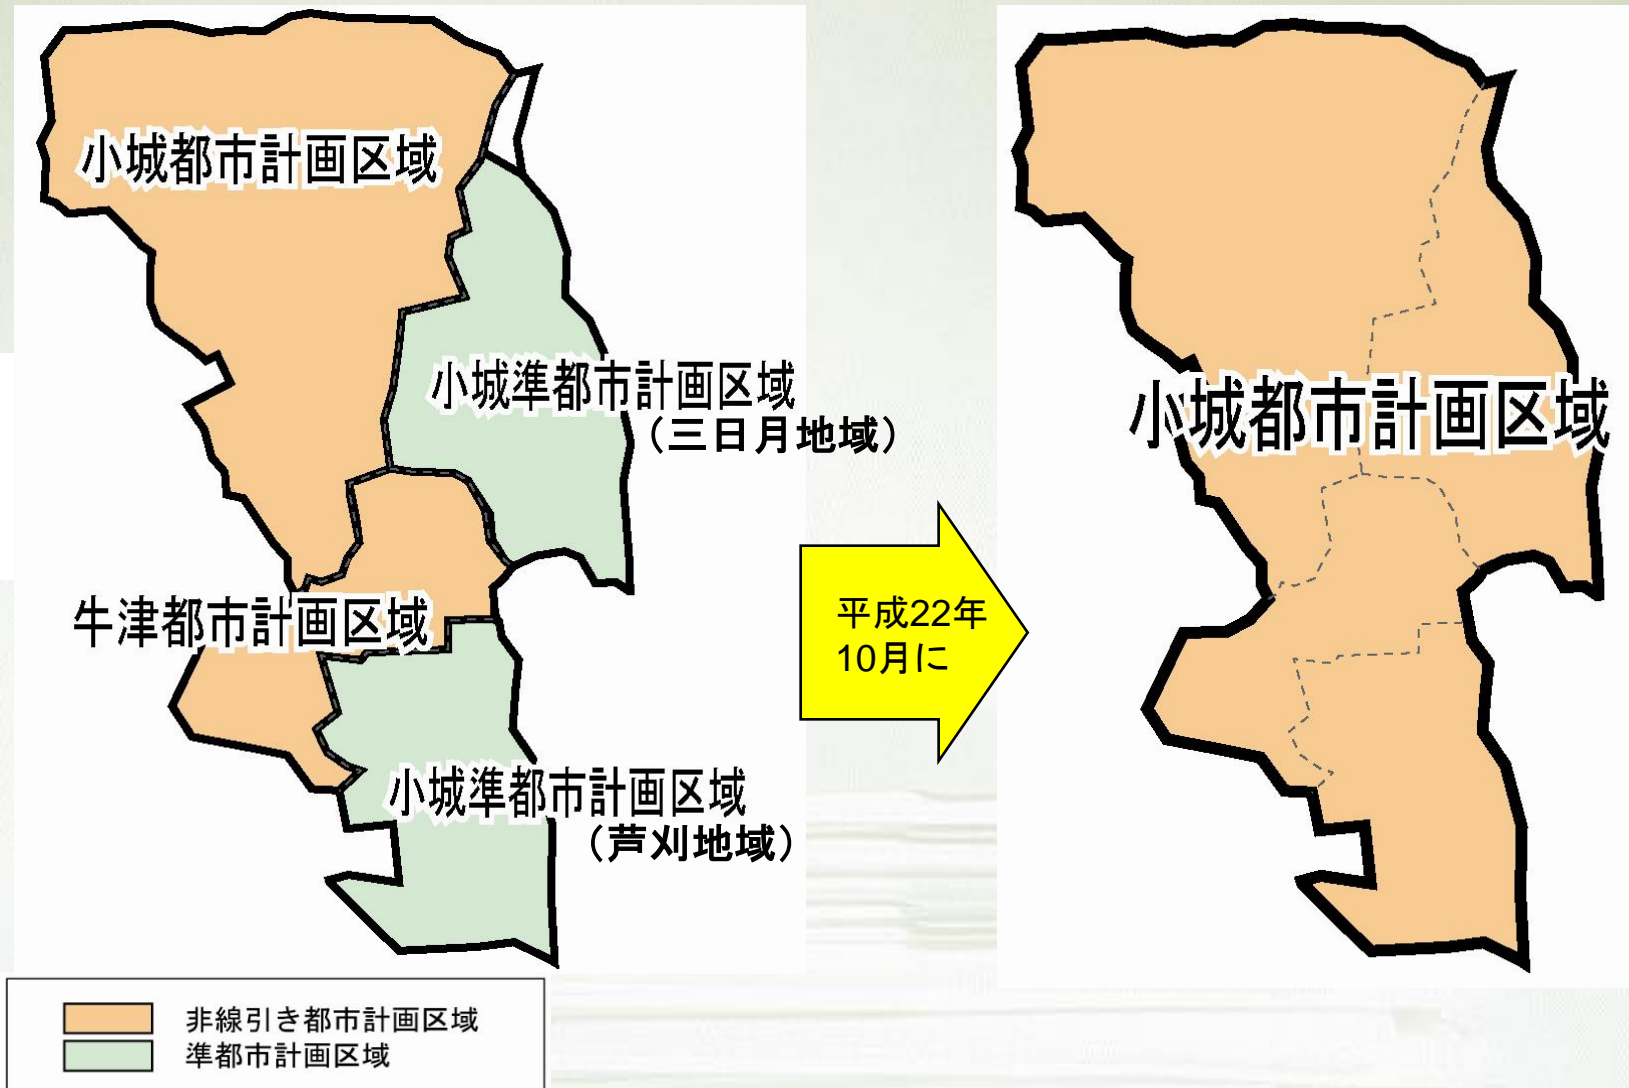 小城都市計画区域
小城準都市計画区域
(三日月地域)
牛津都市計画区域
小城準都市計画区域
(芦刈地域)
非線引き都市計画区域
準都市計画区域
平成22年
10月に
小城都市計画区域